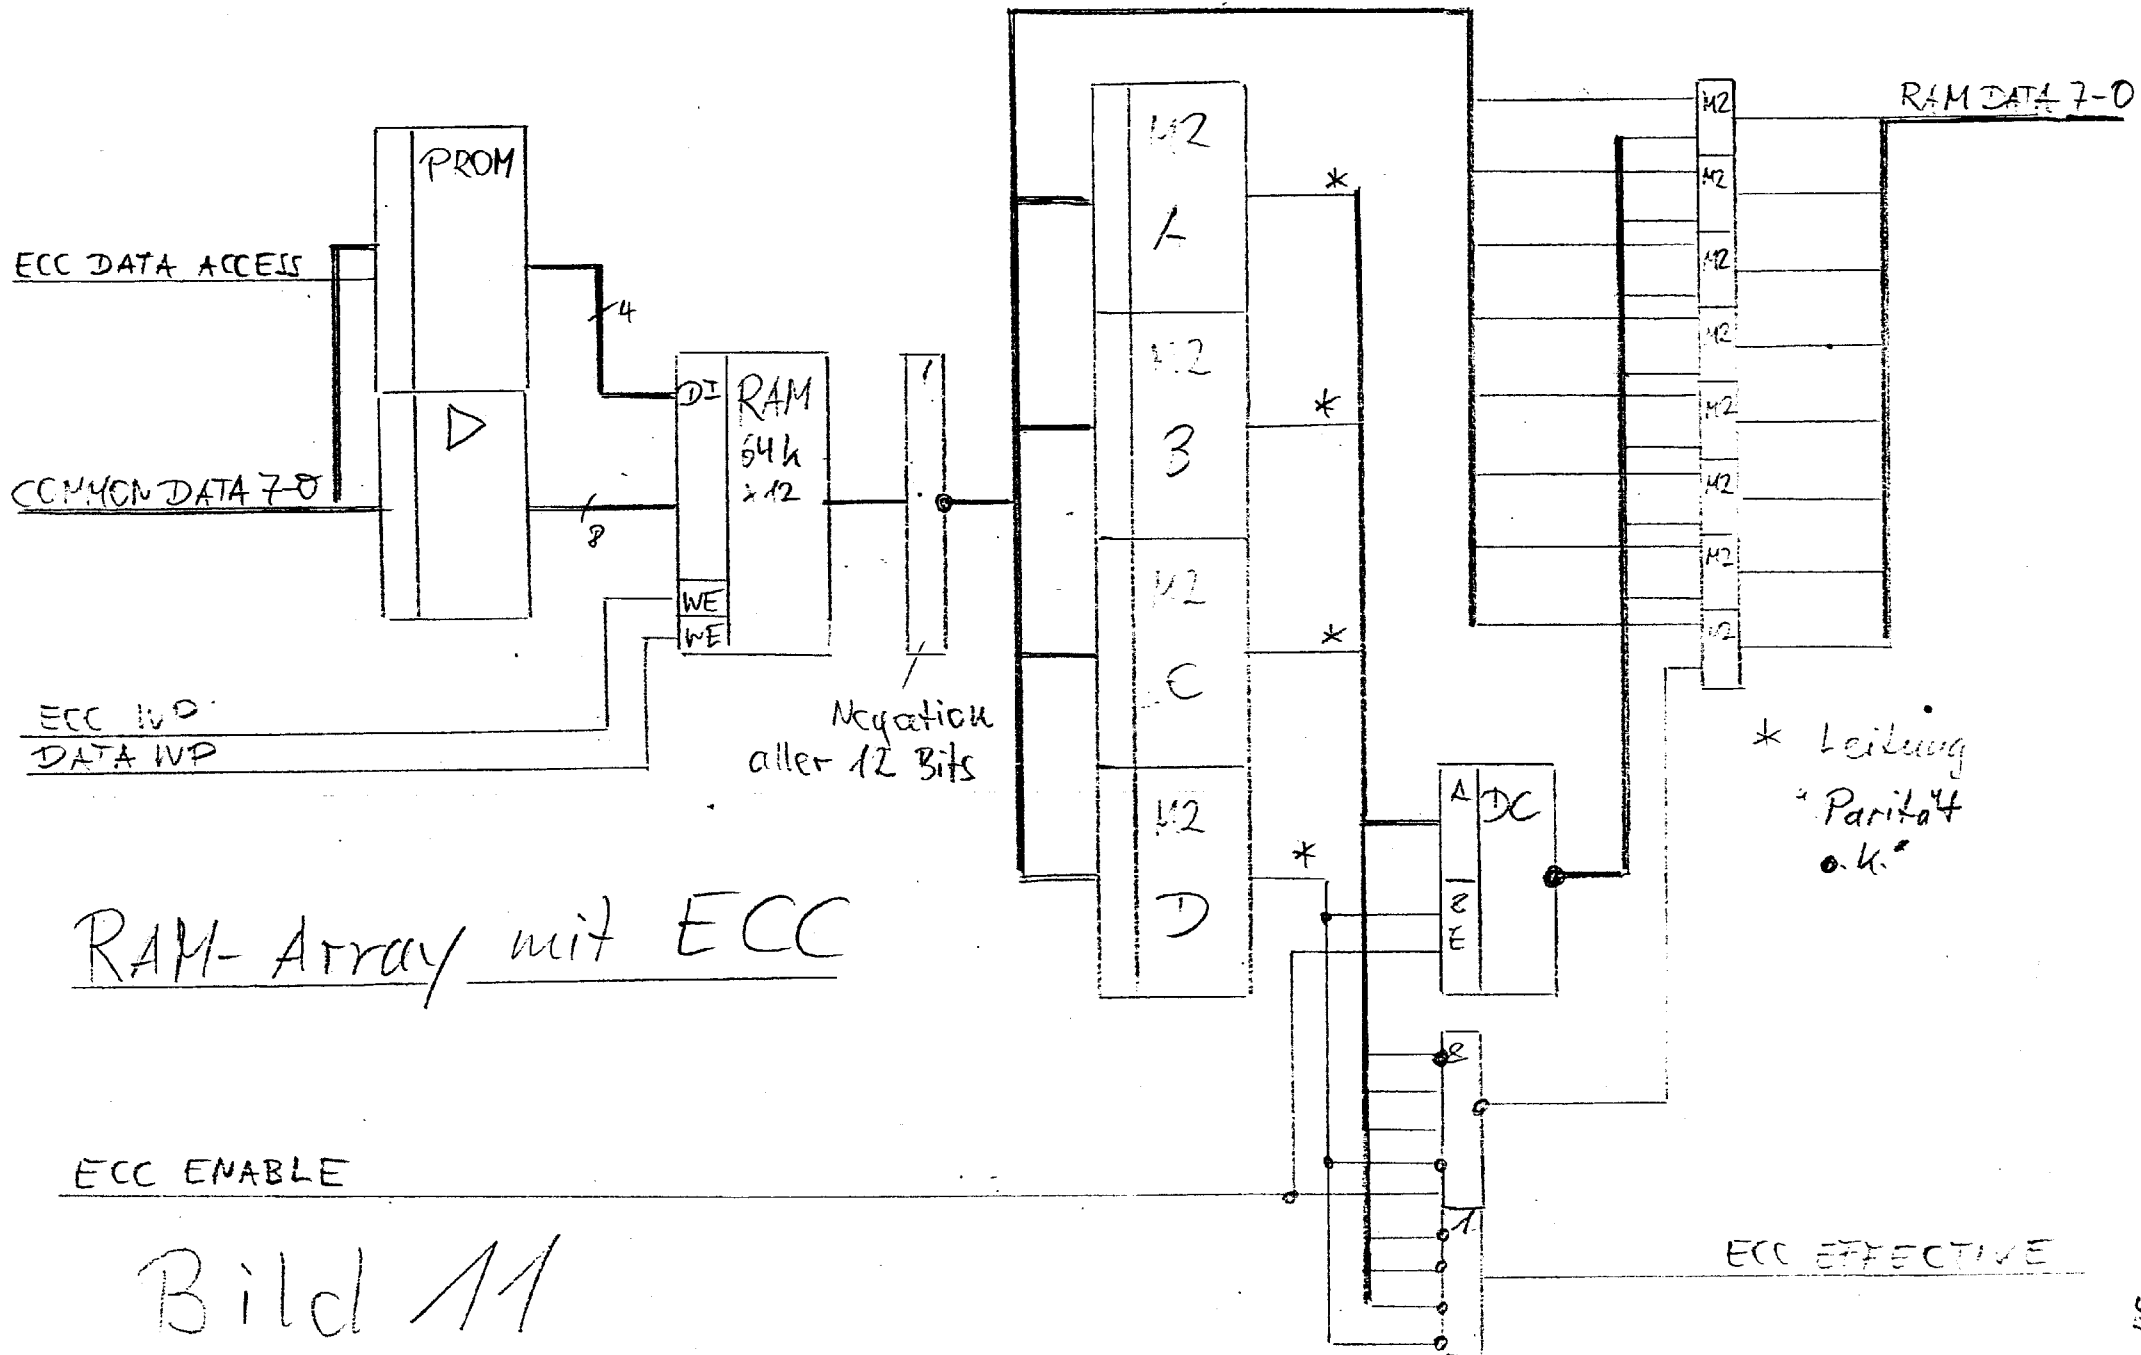 RAM DATA 7-0
PROM
ECC DATA ACCESS
4
COMMON DATA 7-0
8
DI
RAM
64k
x12
WE
WE
ECC WP
DATA WP
Negation
aller 12 Bits
M2
A
M2
B
M2
C
M2
D
M2
M2
M2
M2
M2
M2
M2
M2
* Leitung
"Parität
o.k."
*
*
*
*
DC
E
&
1
RAM-Array mit ECC
ECC ENABLE
ECC EFFECTIVE
Bild 11